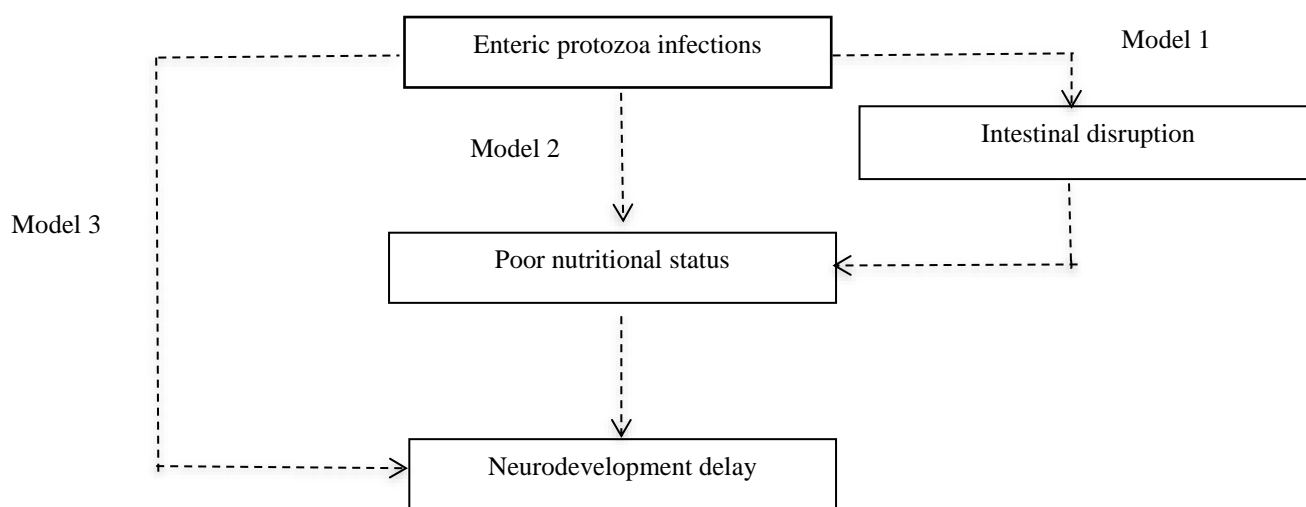 Enteric protozoa infections
Model 1
Intestinal disruption
Model 2
Model 3
Poor nutritional status
Neurodevelopment delay